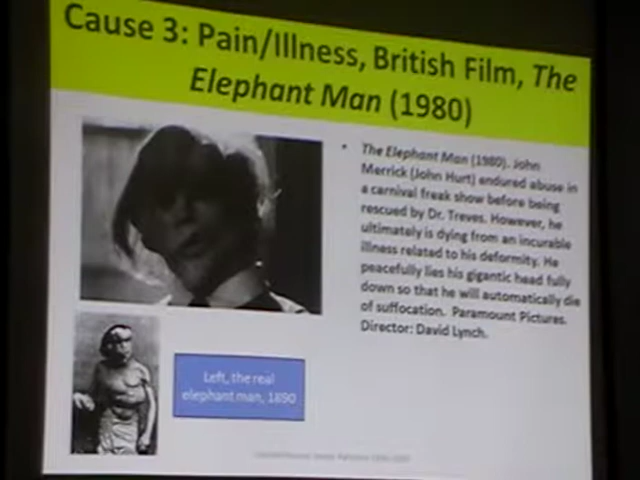 Cause 3: Pain/Illness, British Film, The
Elephant Man (1980)
• The Elephant Man (1980). John
Merrick (John Hurt) endured abuse in
a carnival freak show before being
rescued by Dr. Treves. However, he
ultimately is dying from an incurable
illness related to his deformity. He
peacefully lies his gigantic head fully
down so that he will automatically die
of suffocation. Paramount Pictures.
Director: David Lynch.
Left, the real
elephant man, 1890